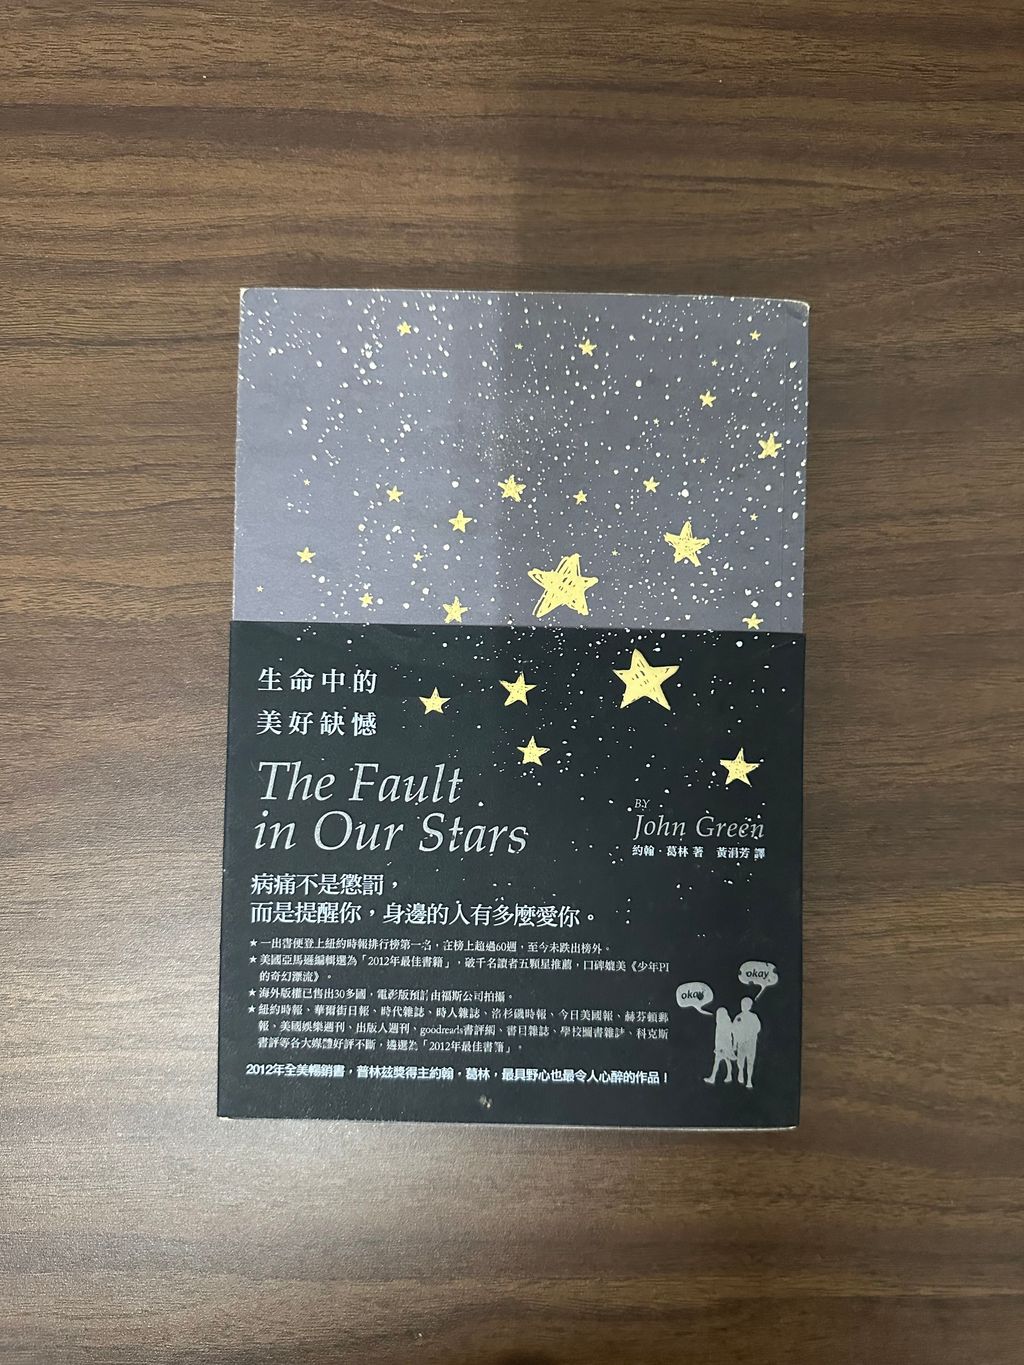 生命中的
美好缺憾
The Fault
in Our Stars
BY
John Green
約翰·葛林 著 黃涓芳 譯
病痛不是懲罰，
而是提醒你，身邊的人有多麼愛你。
★一出書便登上紐約時報排行榜第一名，在榜上超過60週，至今未跌出榜外。
★美國亞馬遜編輯選為「2012年最佳書籍」，破千名讀者五顆星推薦，口碑媲美《少年PI
的奇幻漂流》。
★海外版權已售出30多國，電影版預訂由福斯公司拍攝。
★紐約時報、華爾街日報、時代雜誌、時人雜誌、洛杉磯時報、今日美國報、赫芬頓郵
報、美國娛樂週刊、出版人週刊、goodreads書評網、書目雜誌、學校圖書雜誌、科克斯
書評等各大媒體好評不斷，遴選為「2012年最佳書籍」。
2012年全美暢銷書，普林茲獎得主約翰·葛林，最具野心也最令人心醉的作品！
okay
okay